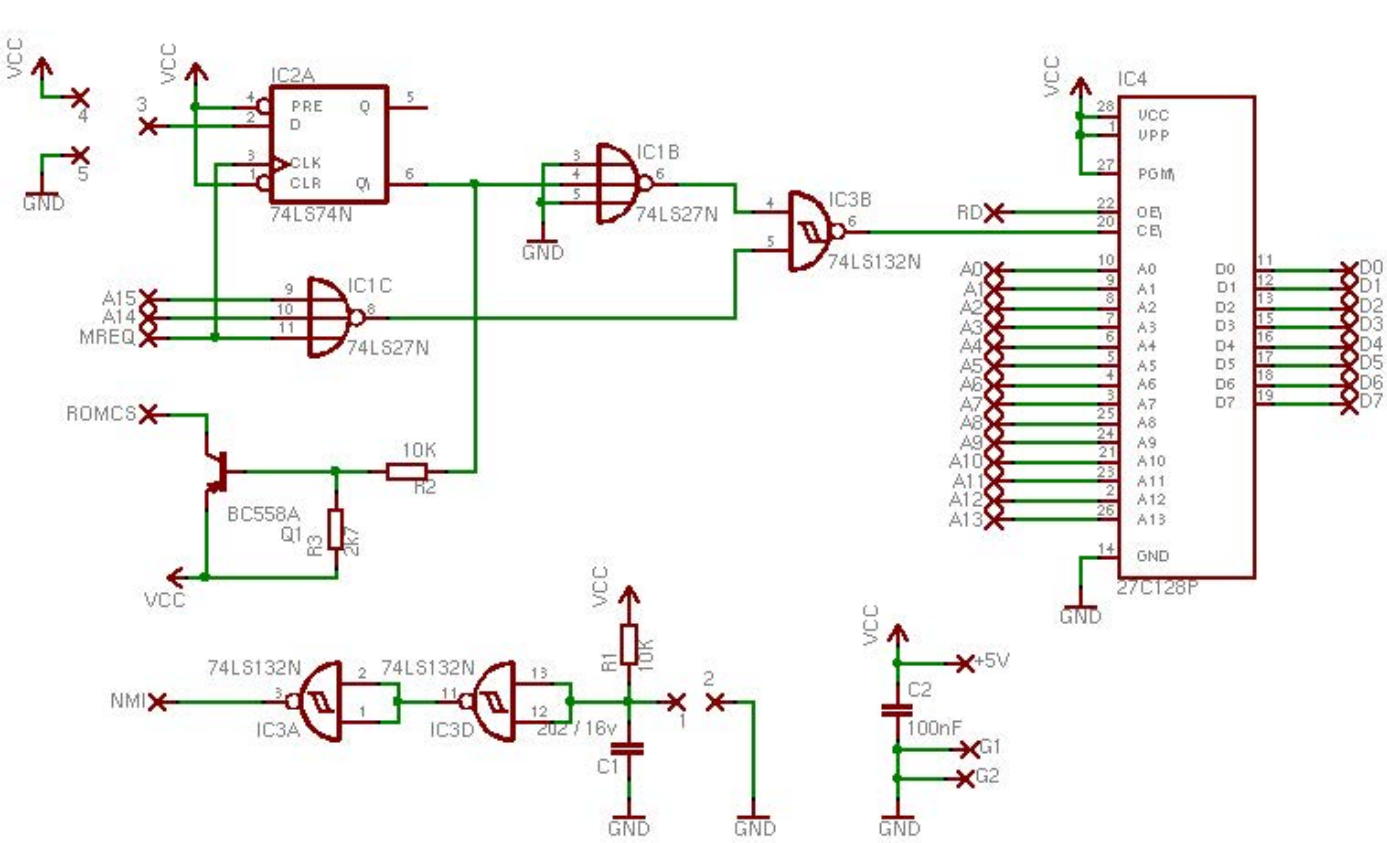 VCC
4
5
GND
3
VCC
IC2A
4 PRE Q 5
2 D
3 CLK
1 CLR Q\ 6
74LS74N
A15 9
A14 10
MREQ 11
IC1C
8
74LS27N
3
4
5
IC1B
6
74LS27N
GND
4
5
IC3B
6
74LS132N
ROMCS
10K
R2
BC558A
Q1
R3
2k7
VCC
VCC
IC4
28 VCC
1 VPP
27 PGM\
RD 22 OE\
20 CE\
A0 10 A0 D0 11 D0
A1 9 A1 D1 12 D1
A2 8 A2 D2 13 D2
A3 7 A3 D3 15 D3
A4 6 A4 D4 16 D4
A5 5 A5 D5 17 D5
A6 4 A6 D6 18 D6
A7 3 A7 D7 19 D7
A8 25 A8
A9 24 A9
A10 21 A10
A11 23 A11
A12 2 A12
A13 26 A13
14 GND
27C128P
GND
NMI
74LS132N
3
2
1
IC3A
74LS132N
11
13
12
IC3D
VCC
R1
10K
1
2
/16v
C1
GND
GND
VCC
+5V
C2
100nF
G1
G2
GND